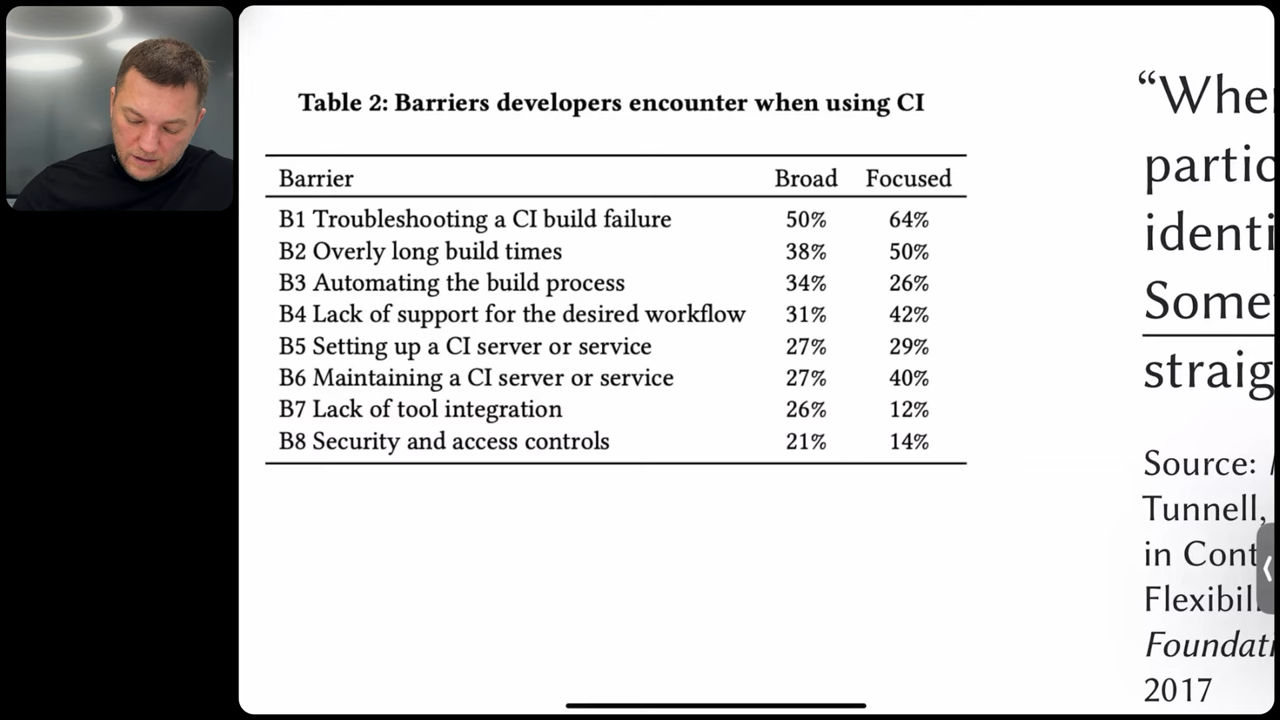 Table 2: Barriers developers encounter when using CI
Barrier Broad Focused
B1 Troubleshooting a CI build failure 50% 64%
B2 Overly long build times 38% 50%
B3 Automating the build process 34% 26%
B4 Lack of support for the desired workflow 31% 42%
B5 Setting up a CI server or service 27% 29%
B6 Maintaining a CI server or service 27% 40%
B7 Lack of tool integration 26% 12%
B8 Security and access controls 21% 14%
“Whe
partic
identi
Some
straig
Source:
Tunnell,
in Cont
Flexibil
Foundati
2017